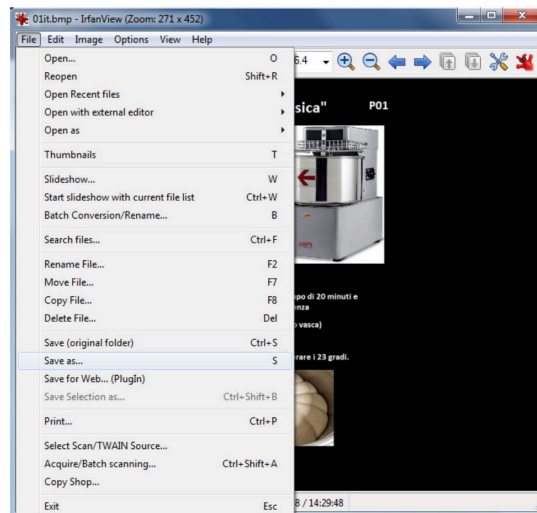 01it.bmp - IrfanView (Zoom: 271 x 452)
File Edit Image Options View Help
6.4
Open... O
Reopen Shift+R
Open Recent files
Open with external editor
Open as
Thumbnails T
Slideshow... W
Start slideshow with current file list Ctrl+W
Batch Conversion/Rename... B
Search files... Ctrl+F
Rename File... F2
Move File... F7
Copy File... F8
Delete File... Del
Save (original folder) Ctrl+S
Save as... S
Save for Web... (PlugIn)
Save Selection as... Ctrl+Shift+B
Print... Ctrl+P
Select Scan/TWAIN Source...
Acquire/Batch scanning... Ctrl+Shift+A
Copy Shop...
Exit Esc
sica" P01
po di 20 minuti e
nza
o vasca)
rare i 23 gradi.
8 / 14:29:48